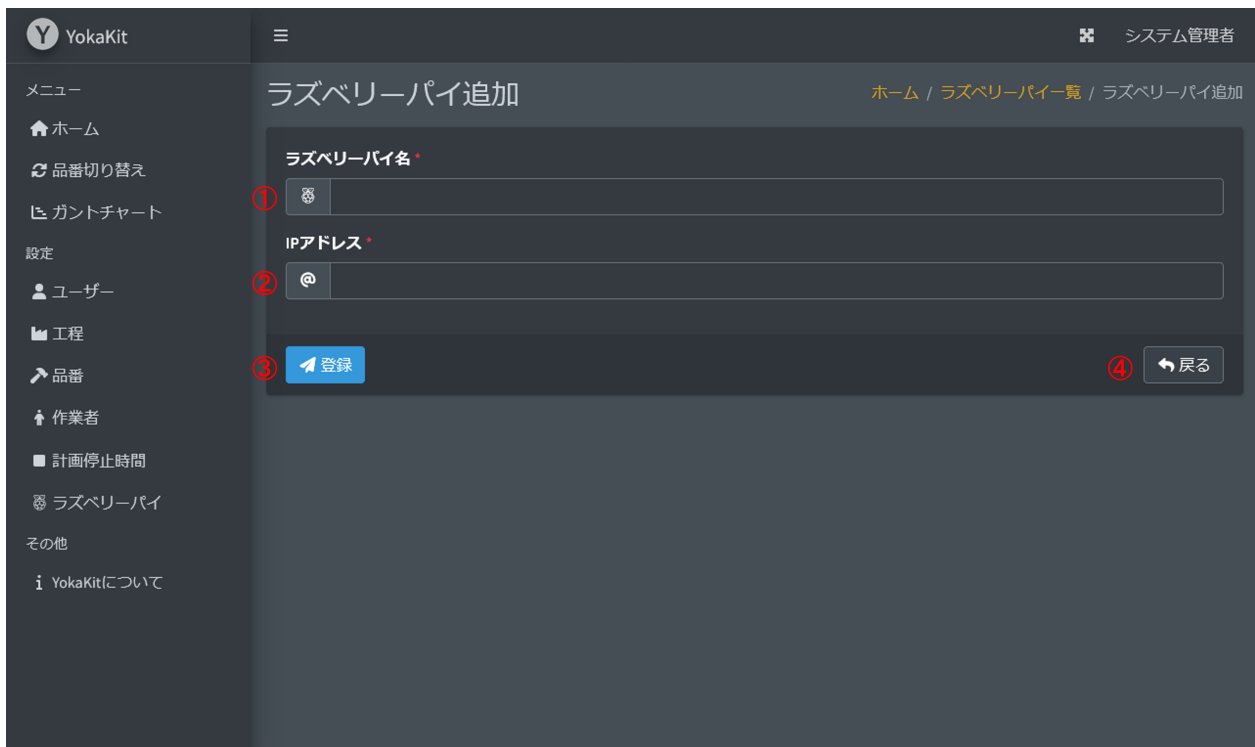 Y YokaKit
システム管理者
メニュー
ホーム
品番切り替え
ガントチャート
設定
ユーザー
工程
品番
作業者
計画停止時間
ラズベリーパイ
その他
YokaKitについて
ラズベリーパイ追加
ホーム / ラズベリーパイ一覧 / ラズベリーパイ追加
ラズベリーパイ名 *
①
IPアドレス *
② @
③ 登録
④ 戻る